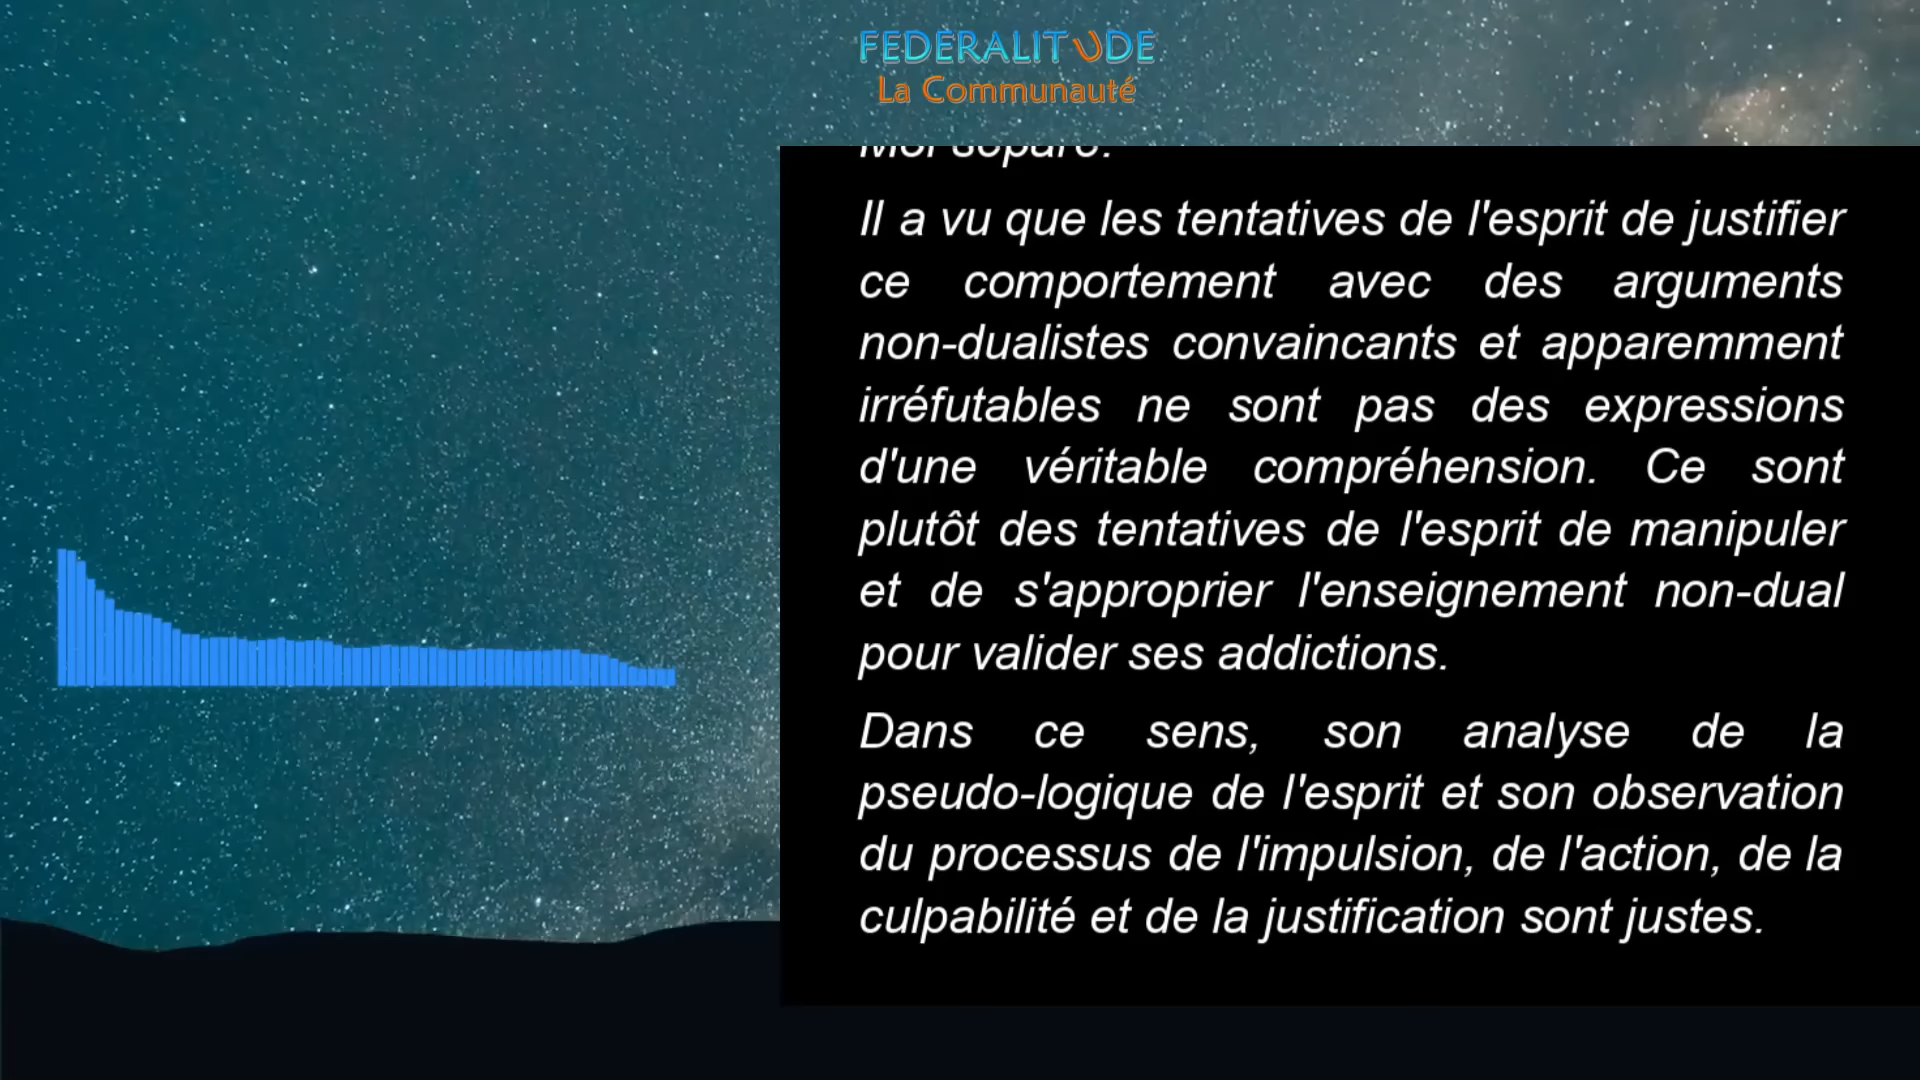 FEDERALITUDE
La Communauté
Il a vu que les tentatives de l'esprit de justifier
ce comportement avec des arguments
non-dualistes convaincants et apparemment
irréfutables ne sont pas des expressions
d'une véritable compréhension. Ce sont
plutôt des tentatives de l'esprit de manipuler
et de s'approprier l'enseignement non-dual
pour valider ses addictions.
Dans ce sens, son analyse de la
pseudo-logique de l'esprit et son observation
du processus de l'impulsion, de l'action, de la
culpabilité et de la justification sont justes.